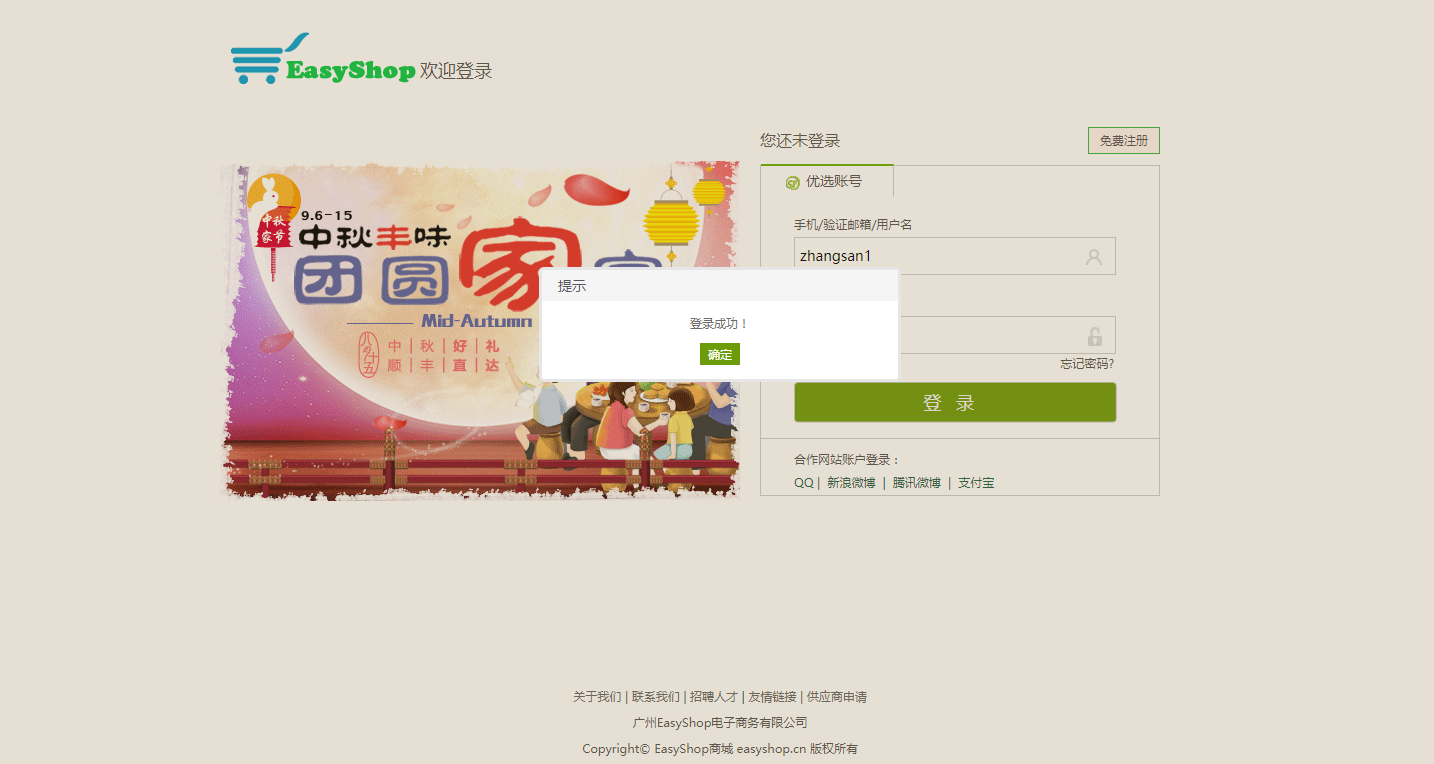 EasyShop 欢迎登录
您还未登录
免费注册
优选账号
手机/验证邮箱/用户名
zhangsan1
中秋
家节
9.6-15
中秋丰味
团圆家
Mid-Autumn
八月十五
中 | 秋 | 好 | 礼
顺 | 丰 | 直 | 达
提示
登录成功！
确定
忘记密码?
登 录
合作网站账户登录：
QQ | 新浪微博 | 腾讯微博 | 支付宝
关于我们 | 联系我们 | 招聘人才 | 友情链接 | 供应商申请
广州EasyShop电子商务有限公司
Copyright© EasyShop商城 easyshop.cn 版权所有